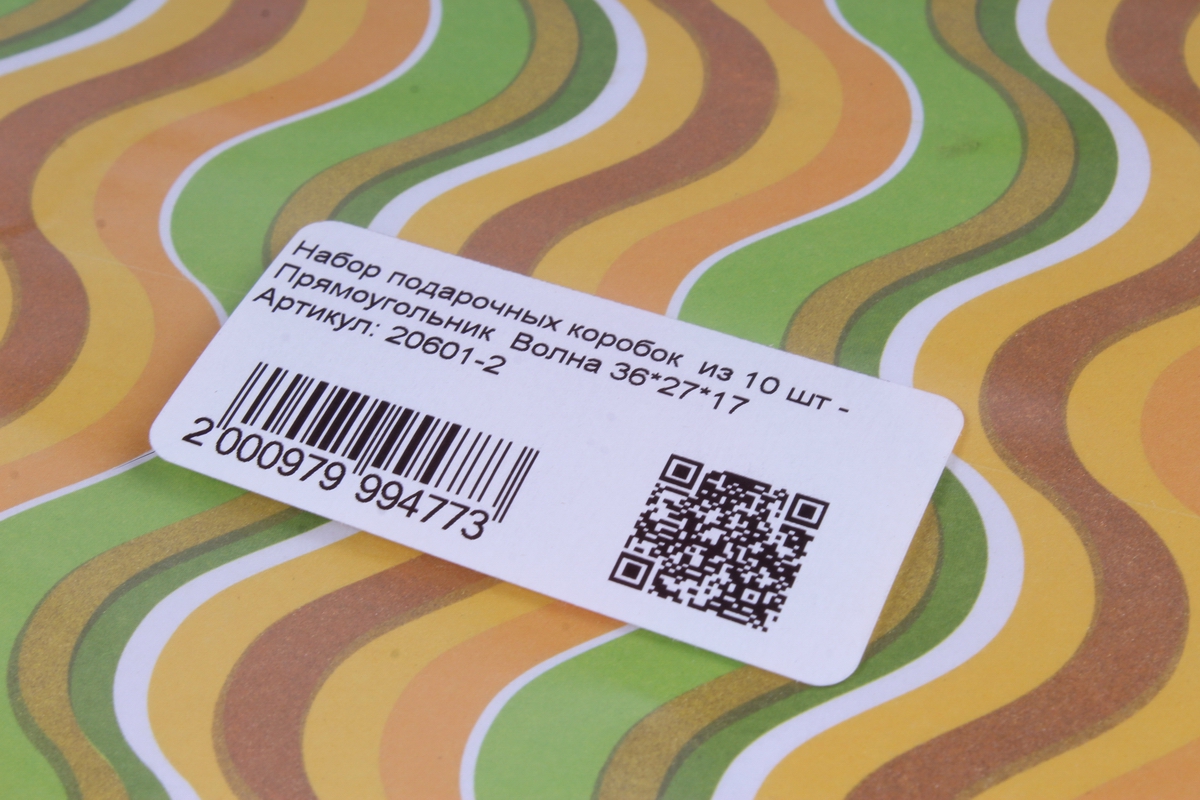 Набор подарочных коробок  из 10 шт -
Прямоугольник  Волна 36*27*17
Артикул: 20601-2
2 000979 994773